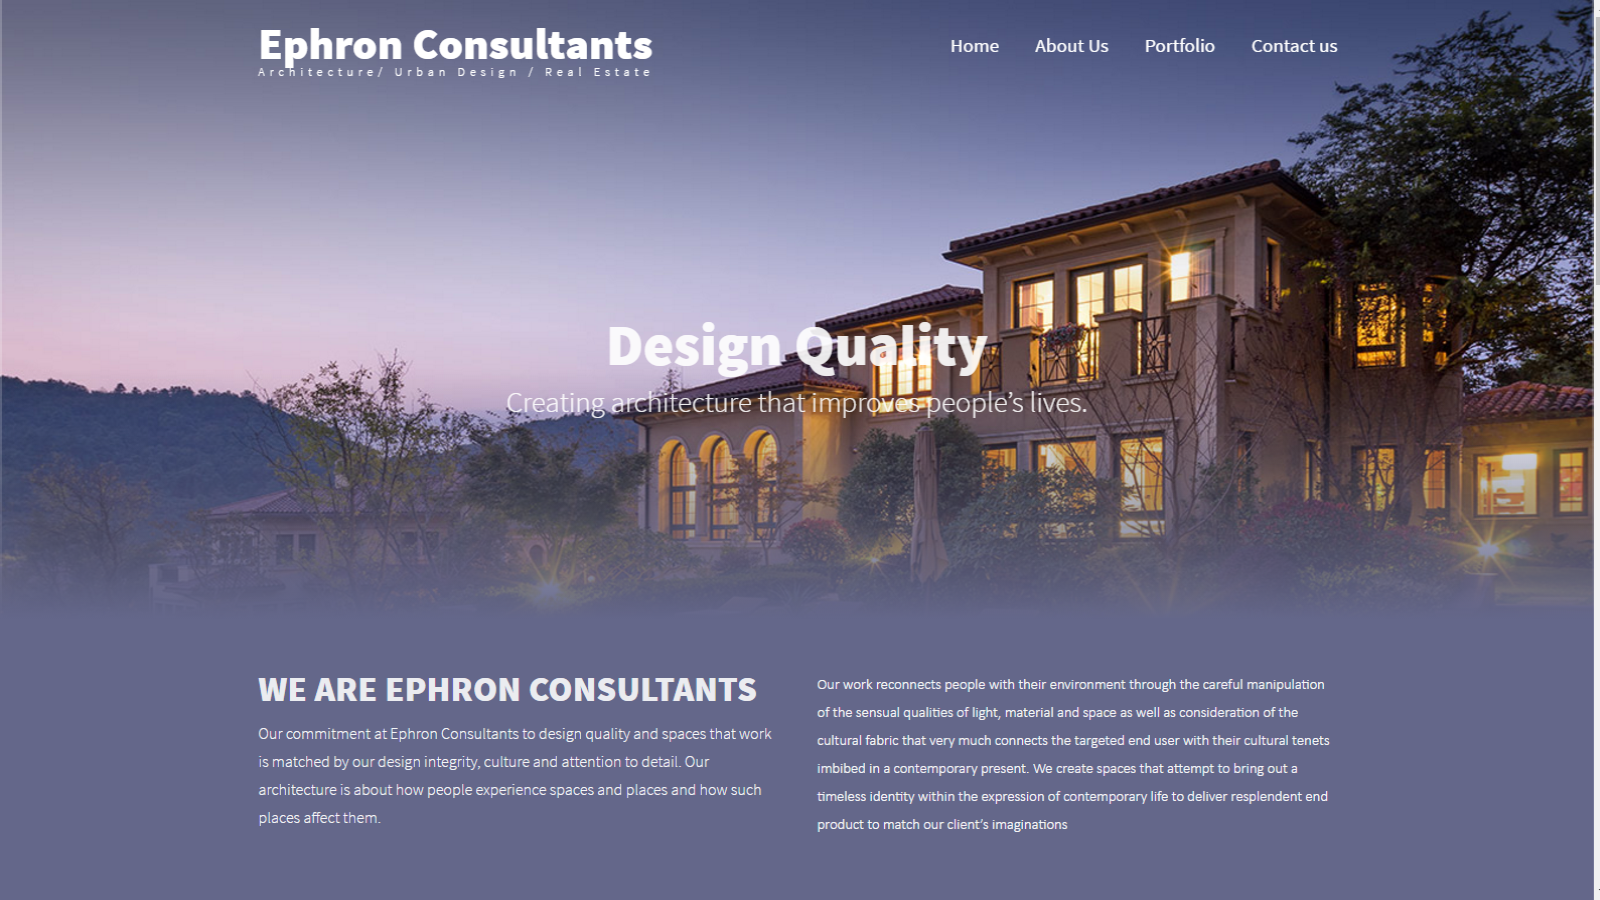 Ephron Consultants
Architecture/ Urban Design / Real Estate
Home About Us Portfolio Contact us
Design Quality
Creating architecture that improves people’s lives.
WE ARE EPHRON CONSULTANTS
Our commitment at Ephron Consultants to design quality and spaces that work
is matched by our design integrity, culture and attention to detail. Our
architecture is about how people experience spaces and places and how such
places affect them.
Our work reconnects people with their environment through the careful manipulation
of the sensual qualities of light, material and space as well as consideration of the
cultural fabric that very much connects the targeted end user with their cultural tenets
imbibed in a contemporary present. We create spaces that attempt to bring out a
timeless identity within the expression of contemporary life to deliver resplendent end
product to match our client’s imaginations